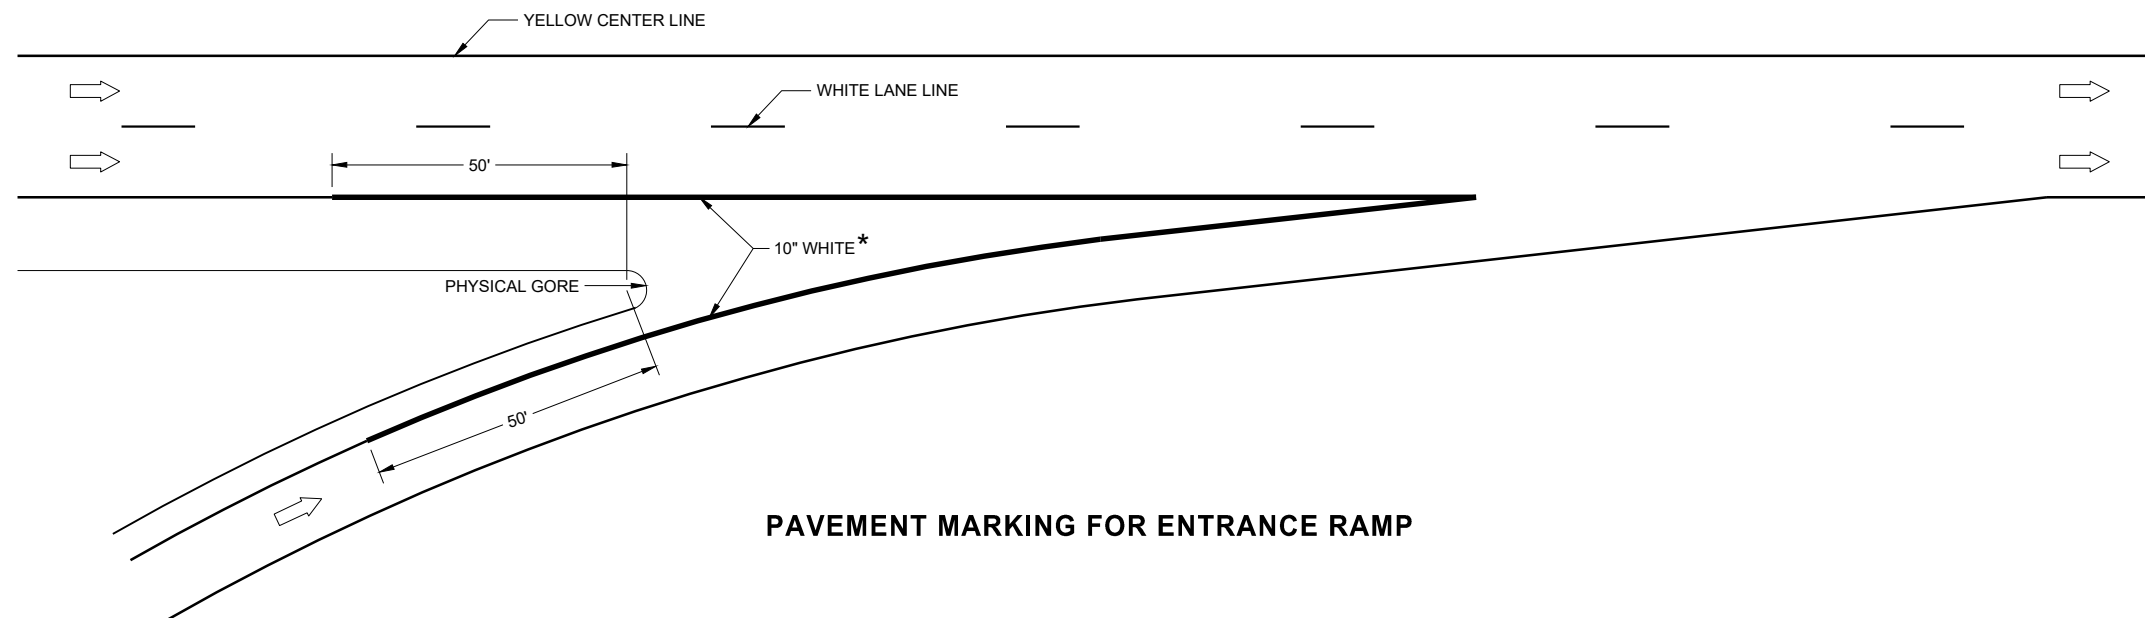 YELLOW CENTER LINE
WHITE LANE LINE
50'
10" WHITE*
PHYSICAL GORE
50'
PAVEMENT MARKING FOR ENTRANCE RAMP